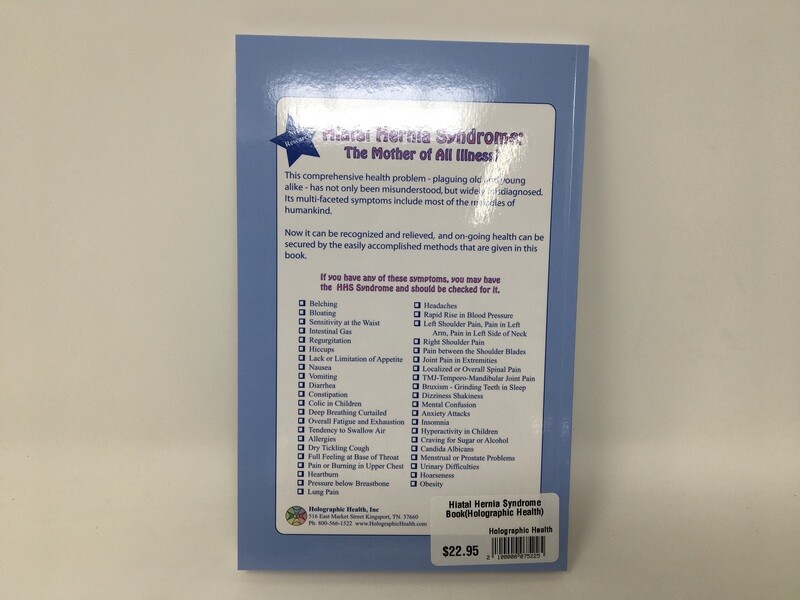 Resource
Hiatal Hernia Syndrome:
The Mother of All Illness?
This comprehensive health problem - plaguing old and young
alike - has not only been misunderstood, but widely misdiagnosed.
Its multi-faceted symptoms include most of the maladies of
humankind.
Now it can be recognized and relieved, and on-going health can be
secured by the easily accomplished methods that are given in this
book.
If you have any of these symptoms, you may have
the HHS Syndrome and should be checked for it.
Belching
Bloating
Sensitivity at the Waist
Intestinal Gas
Regurgitation
Hiccups
Lack or Limitation of Appetite
Nausea
Vomiting
Diarrhea
Constipation
Colic in Children
Deep Breathing Curtailed
Overall Fatigue and Exhaustion
Tendency to Swallow Air
Allergies
Dry Tickling Cough
Full Feeling at Base of Throat
Pain or Burning in Upper Chest
Heartburn
Pressure below Breastbone
Lung Pain
Headaches
Rapid Rise in Blood Pressure
Left Shoulder Pain, Pain in Left
Arm, Pain in Left Side of Neck
Right Shoulder Pain
Pain between the Shoulder Blades
Joint Pain in Extremities
Localized or Overall Spinal Pain
TMJ-Temporo-Mandibular Joint Pain
Bruxism - Grinding Teeth in Sleep
Dizziness Shakiness
Mental Confusion
Anxiety Attacks
Insomnia
Hyperactivity in Children
Craving for Sugar or Alcohol
Candida Albicans
Menstrual or Prostate Problems
Urinary Difficulties
Hoarseness
Obesity
Holographic Health, Inc
516 East Market Street Kingsport, TN. 37660
Ph. 800-566-1522 www.HolographicHealth.com
Hiatal Hernia Syndrome
Book(Holographic Health)
Holographic Health
$22.95
2 100008 075225